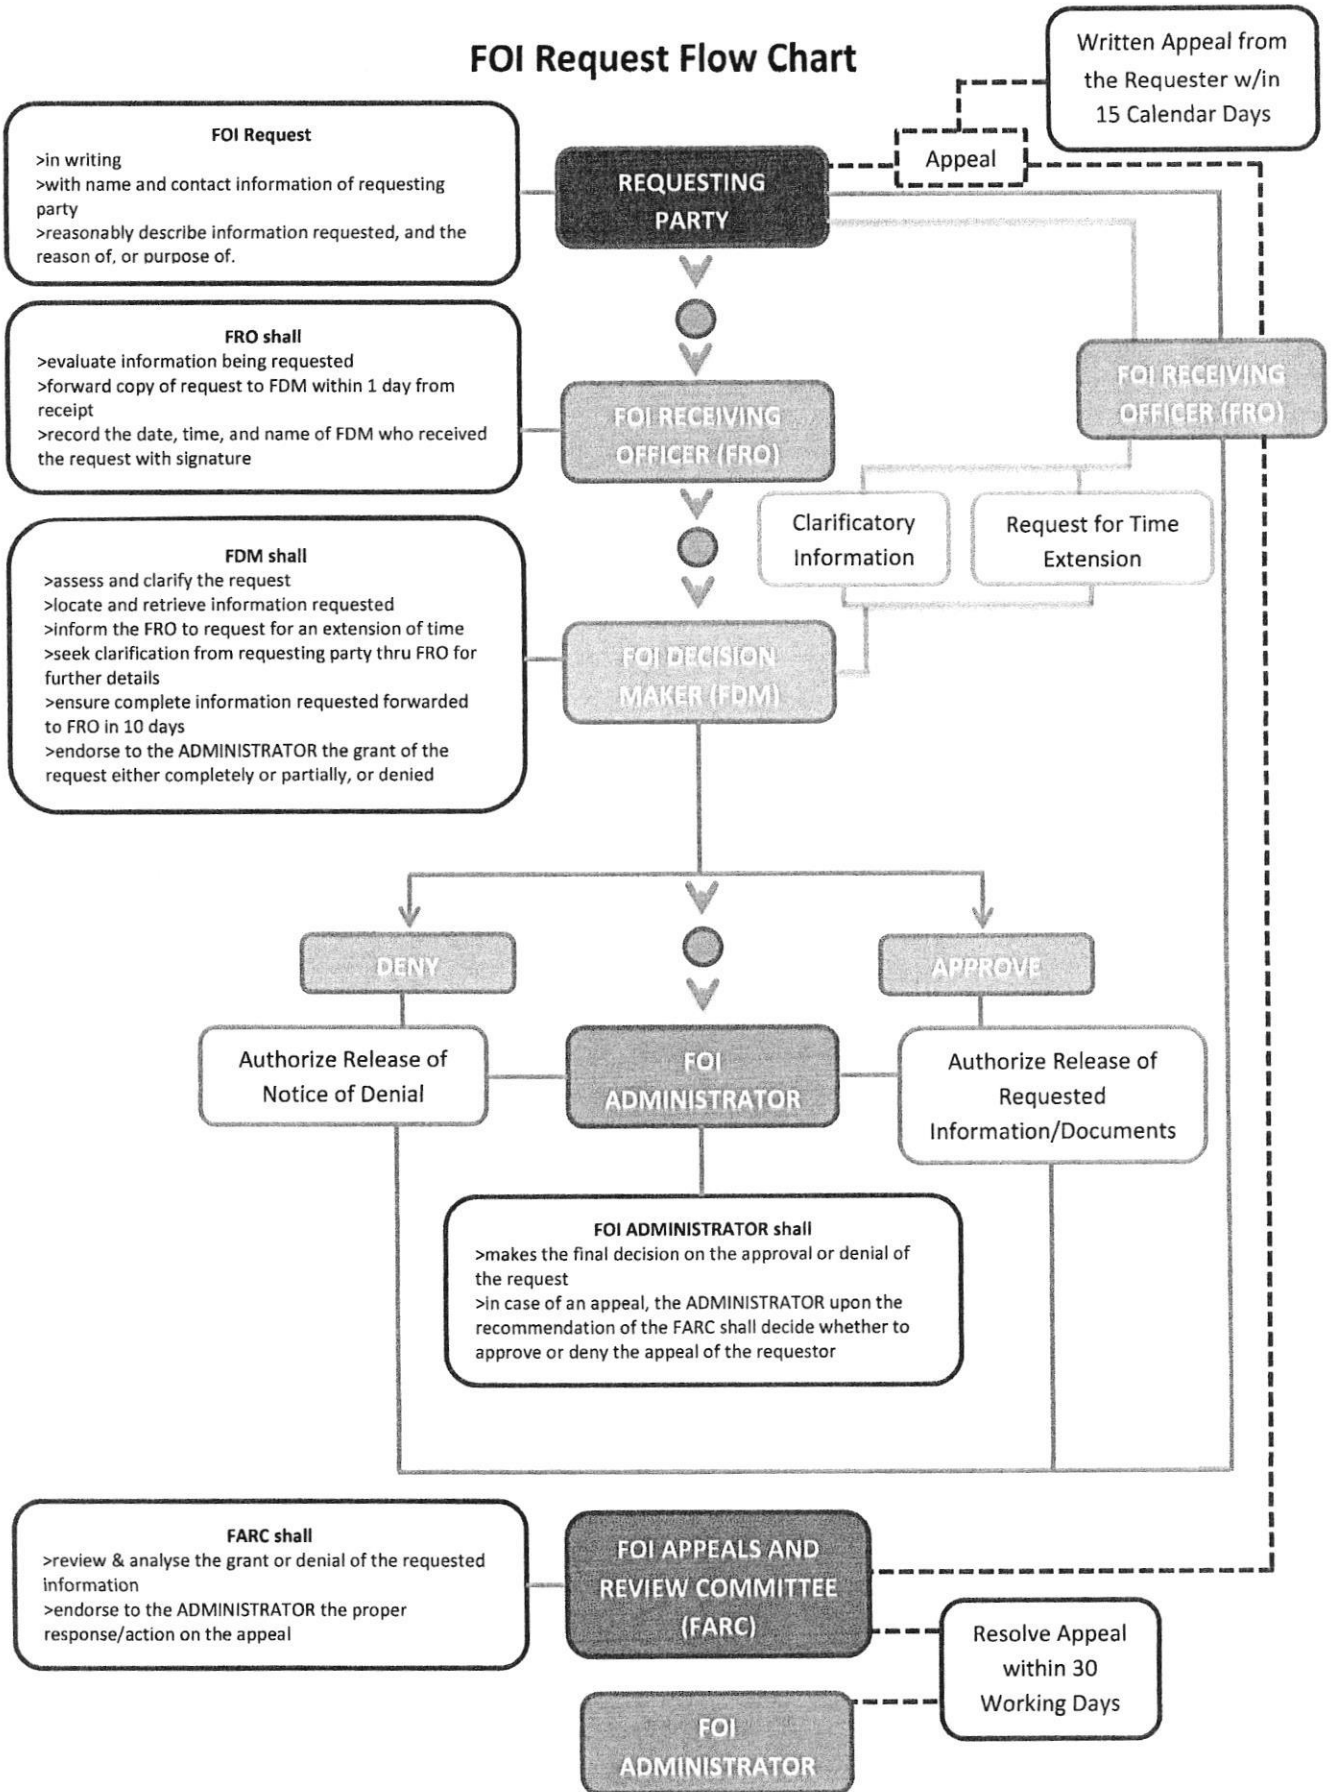 FOI Request Flow Chart
Written Appeal from
the Requester w/in
15 Calendar Days
Appeal
FOI Request
>in writing
>with name and contact information of requesting
party
>reasonably describe information requested, and the
reason of, or purpose of.
REQUESTING
PARTY
FRO shall
>evaluate information being requested
>forward copy of request to FDM within 1 day from
receipt
>record the date, time, and name of FDM who received
the request with signature
FOI RECEIVING
OFFICER (FRO)
FOI RECEIVING
OFFICER (FRO)
Clarificatory
Information
Request for Time
Extension
FDM shall
>assess and clarify the request
>locate and retrieve information requested
>inform the FRO to request for an extension of time
>seek clarification from requesting party thru FRO for
further details
>ensure complete information requested forwarded
to FRO in 10 days
>endorse to the ADMINISTRATOR the grant of the
request either completely or partially, or denied
FOI DECISION
MAKER (FDM)
DENY
APPROVE
Authorize Release of
Notice of Denial
FOI
ADMINISTRATOR
Authorize Release of
Requested
Information/Documents
FOI ADMINISTRATOR shall
>makes the final decision on the approval or denial of
the request
>in case of an appeal, the ADMINISTRATOR upon the
recommendation of the FARC shall decide whether to
approve or deny the appeal of the requestor
FARC shall
>review & analyse the grant or denial of the requested
information
>endorse to the ADMINISTRATOR the proper
response/action on the appeal
FOI APPEALS AND
REVIEW COMMITTEE
(FARC)
Resolve Appeal
within 30
Working Days
FOI
ADMINISTRATOR